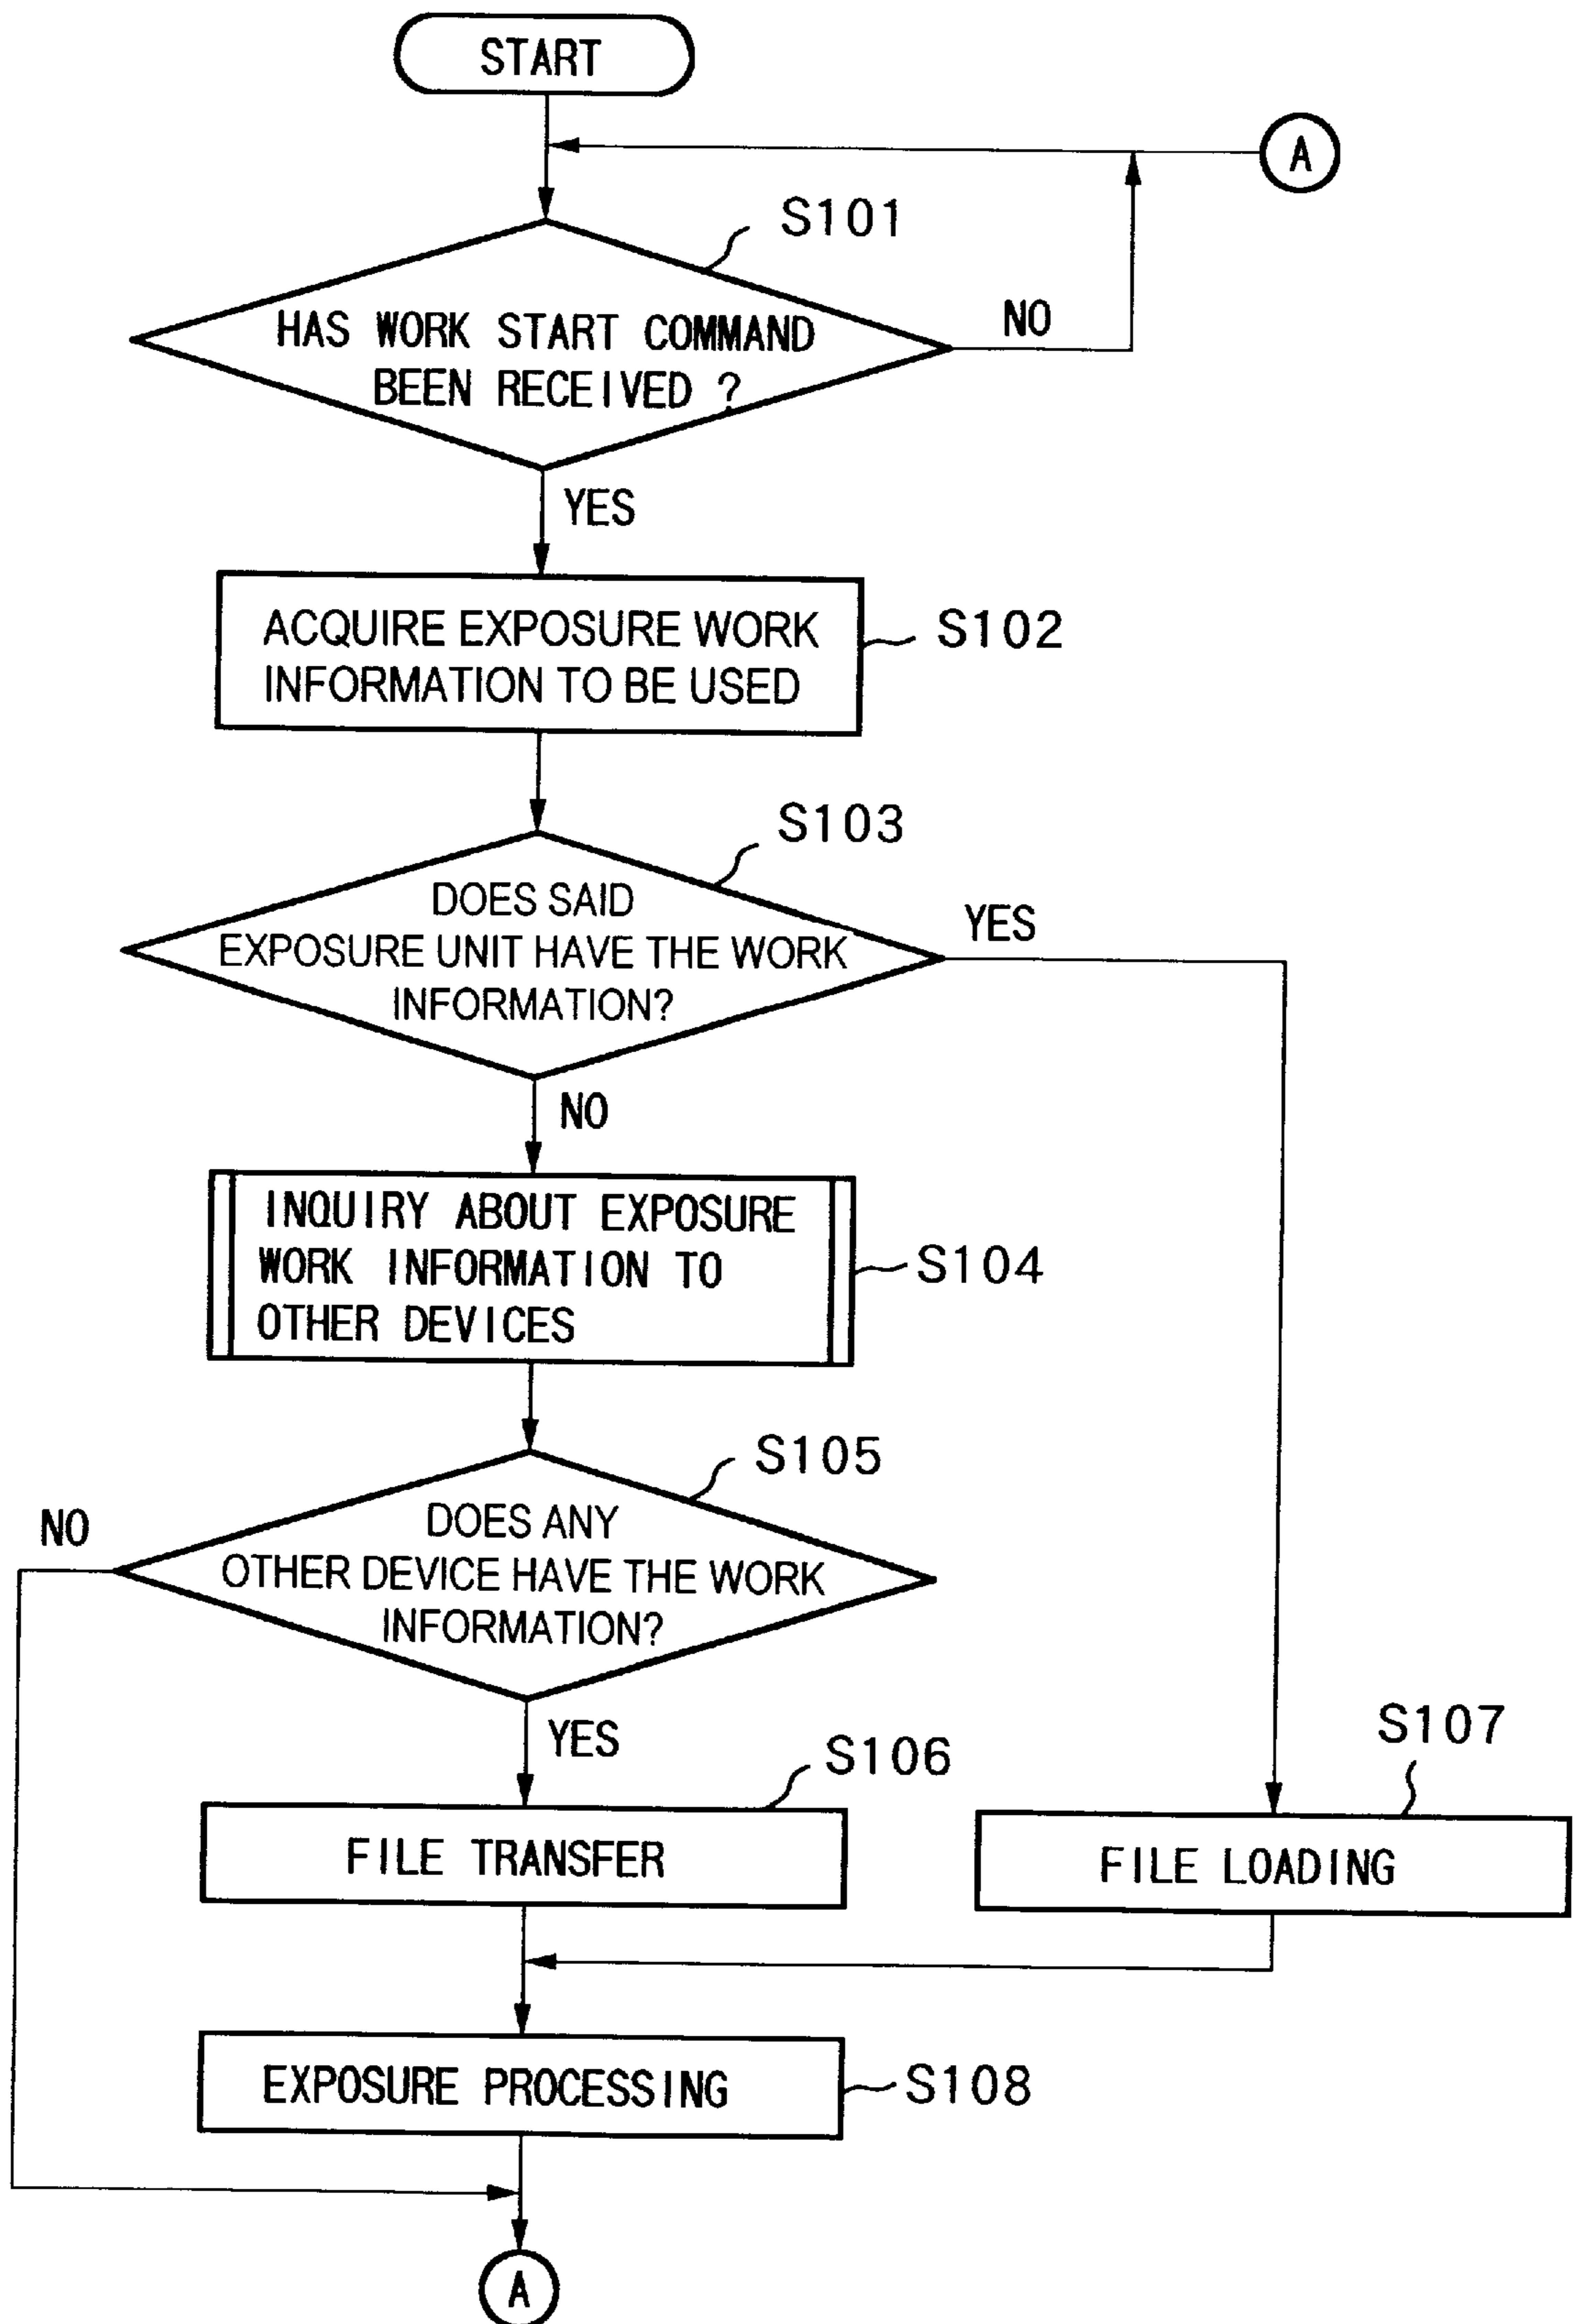 START
A
S101
HAS WORK START COMMAND
BEEN RECEIVED ?
NO
YES
ACQUIRE EXPOSURE WORK
INFORMATION TO BE USED
S102
S103
DOES SAID
EXPOSURE UNIT HAVE THE WORK
INFORMATION?
YES
NO
INQUIRY ABOUT EXPOSURE
WORK INFORMATION TO
OTHER DEVICES
S104
S105
NO
DOES ANY
OTHER DEVICE HAVE THE WORK
INFORMATION?
YES
S106
S107
FILE TRANSFER
FILE LOADING
EXPOSURE PROCESSING
S108
A